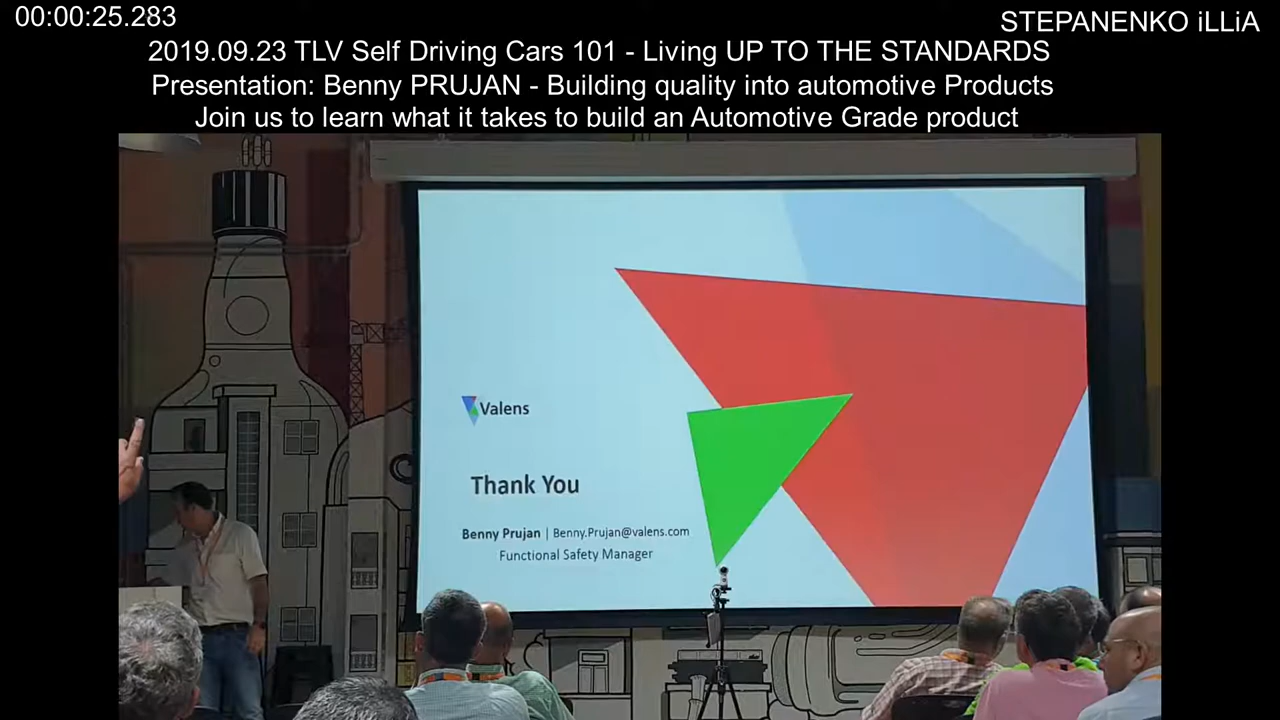 00:00:25.283
STEPANENKO iLLiA
2019.09.23 TLV Self Driving Cars 101 - Living UP TO THE STANDARDS
Presentation: Benny PRUJAN - Building quality into automotive Products
Join us to learn what it takes to build an Automotive Grade product
Valens
Thank You
Benny Prujan | Benny.Prujan@valens.com
Functional Safety Manager